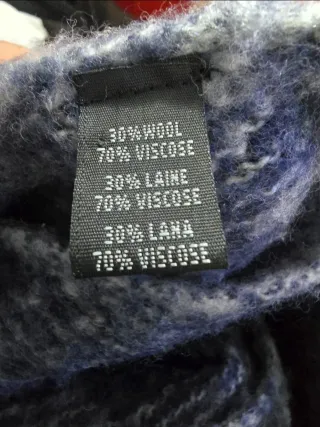 30% WOOL
70% VISCOSE
30% LAINE
70% VISCOSE
30% LANA
70% VISCOSE